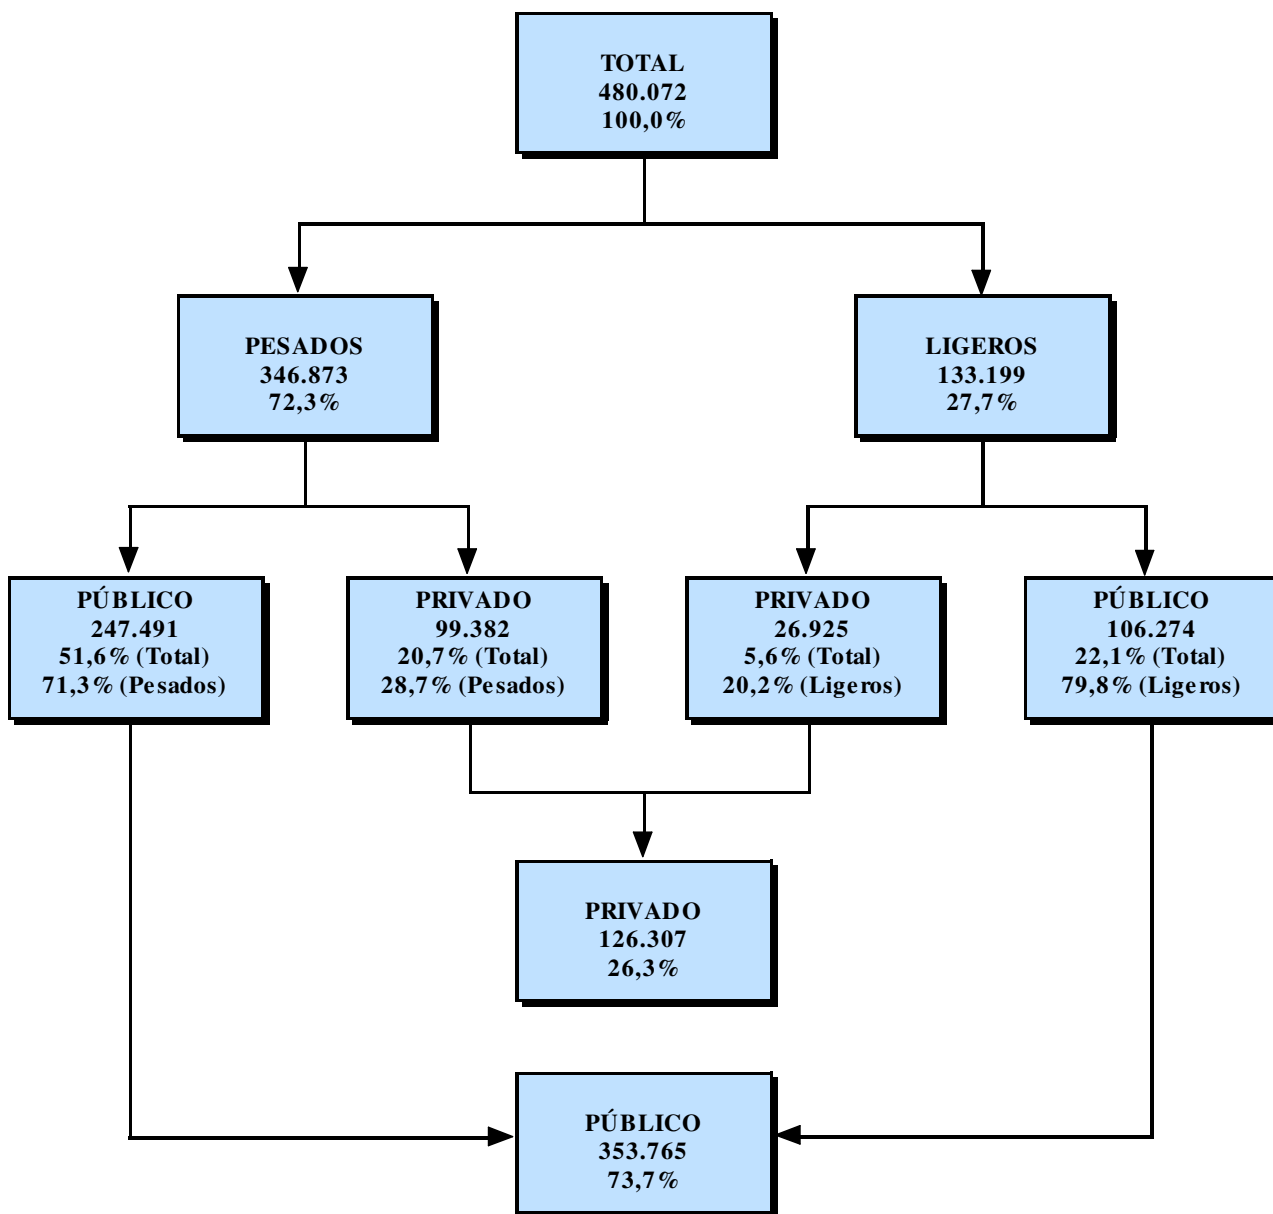 TOTAL
480.072
100,0%
PESADOS
346.873
72,3%
LIGEROS
133.199
27,7%
PÚBLICO
247.491
51,6% (Total)
71,3% (Pesados)
PRIVADO
99.382
20,7% (Total)
28,7% (Pesados)
PRIVADO
26.925
5,6% (Total)
20,2% (Ligeros)
PÚBLICO
106.274
22,1% (Total)
79,8% (Ligeros)
PRIVADO
126.307
26,3%
PÚBLICO
353.765
73,7%